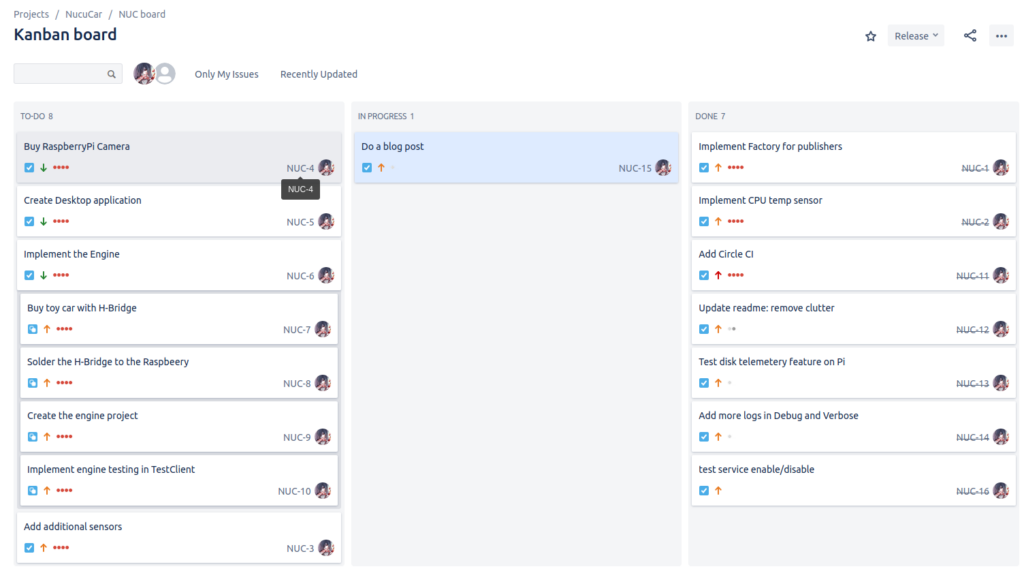 Projects / NucuCar / NUC board
Kanban board
Release
Only My Issues Recently Updated
TO-DO 8
Buy RaspberryPi Camera
NUC-4
NUC-4
Create Desktop application
NUC-5
Implement the Engine
NUC-6
Buy toy car with H-Bridge
NUC-7
Solder the H-Bridge to the Raspbeery
NUC-8
Create the engine project
NUC-9
Implement engine testing in TestClient
NUC-10
Add additional sensors
NUC-3
IN PROGRESS 1
Do a blog post
NUC-15
DONE 7
Implement Factory for publishers
NUC-1
Implement CPU temp sensor
NUC-2
Add Circle CI
NUC-11
Update readme: remove clutter
NUC-12
Test disk telemetery feature on Pi
NUC-13
Add more logs in Debug and Verbose
NUC-14
test service enable/disable
NUC-16